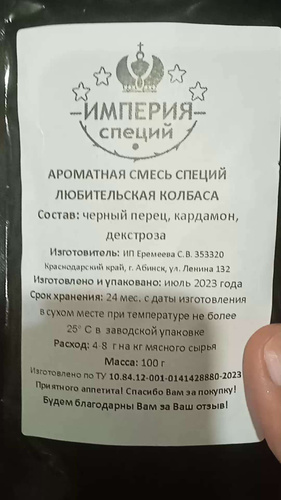 ИМПЕРИЯ
специй
АРОМАТНАЯ СМЕСЬ СПЕЦИЙ
ЛЮБИТЕЛЬСКАЯ КОЛБАСА
Состав: черный перец, кардамон,
декстроза
Изготовитель: ИП Еремеева С.В. 353320
Краснодарский край, г. Абинск, ул. Ленина 132
Изготовлено и упаковано: июль 2023 года
Срок хранения: 24 мес. с даты изготовления
в сухом месте при температуре не более
25° С в заводской упаковке
Расход: 4-8 г на кг мясного сырья
Масса: 100 г
Изготовлено по ТУ 10.84.12-001-0141428880-2023
Приятного аппетита! Спасибо Вам за покупку!
Будем благодарны Вам за Ваш отзыв!